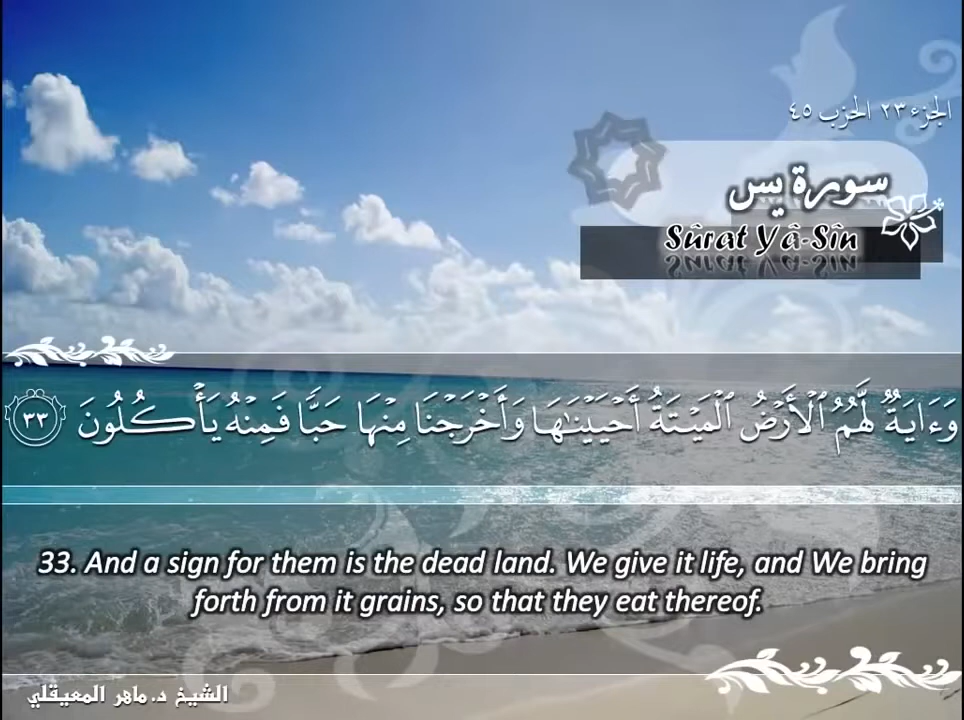 الجزء ٢٣ الحزب ٤٥
سورة يس
Sûrat Yâ-Sîn
وَءَايَةٌ لَّهُمُ ٱلْأَرْضُ ٱلْمَيْتَةُ أَحْيَيْنَٰهَا وَأَخْرَجْنَا مِنْهَا حَبًّا فَمِنْهُ يَأْكُلُونَ ٣٣
33. And a sign for them is the dead land. We give it life, and We bring
forth from it grains, so that they eat thereof.
الشيخ د. ماهر المعيقلي